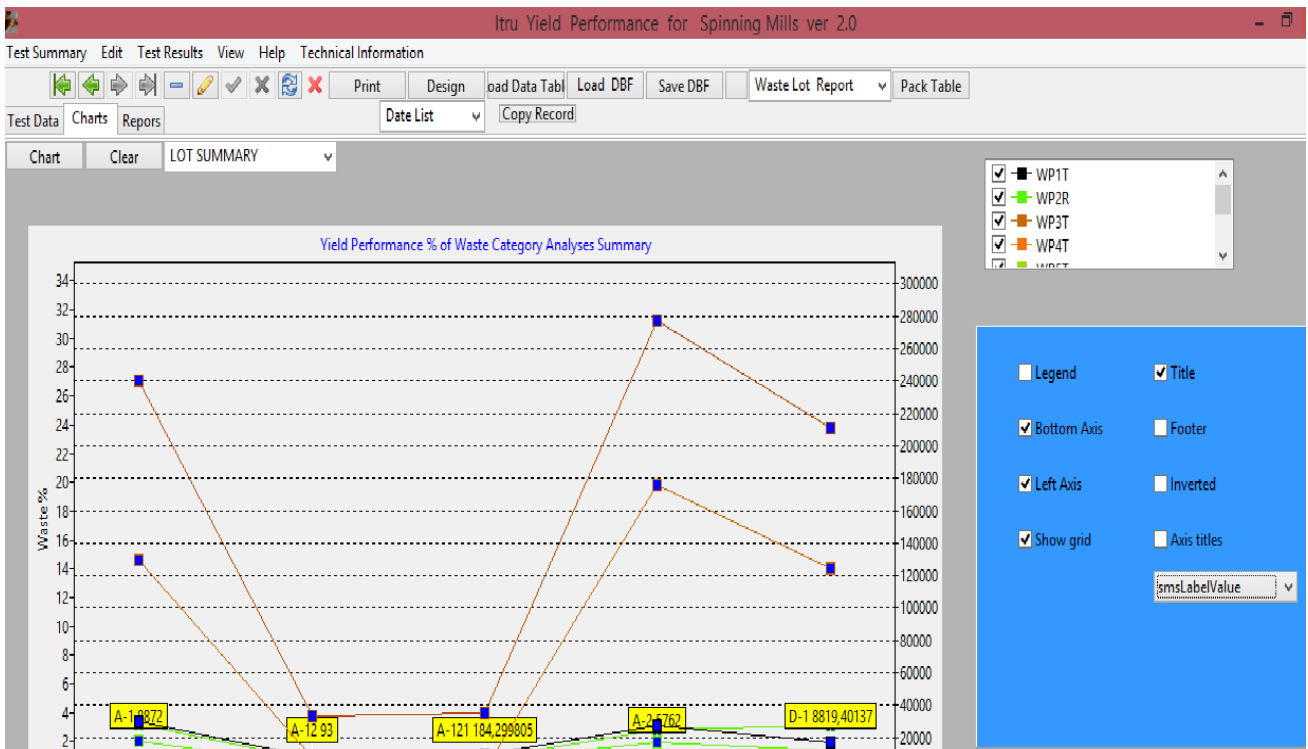 Itru Yield Performance for Spinning Mills ver 2.0
Test Summary Edit Test Results View Help Technical Information
Print Design oad Data Tabl Load DBF Save DBF Waste Lot Report Pack Table
Test Data Charts Repors Date List Copy Record
Chart Clear LOT SUMMARY
WP1T
WP2R
WP3T
WP4T
WP5T
Yield Performance % of Waste Category Analyses Summary
34 300000
32 280000
30 260000
28 240000
26 220000
24 200000
22 180000
20 160000
18 140000
16 120000
14 100000
12 80000
10 60000
8 40000
6 20000
4
2
Waste %
A-1 9872
A-12 93
A-121 184,299805
A-2 5762
D-1 8819,40137
Legend Title
Bottom Axis Footer
Left Axis Inverted
Show grid Axis titles
smsLabelValue